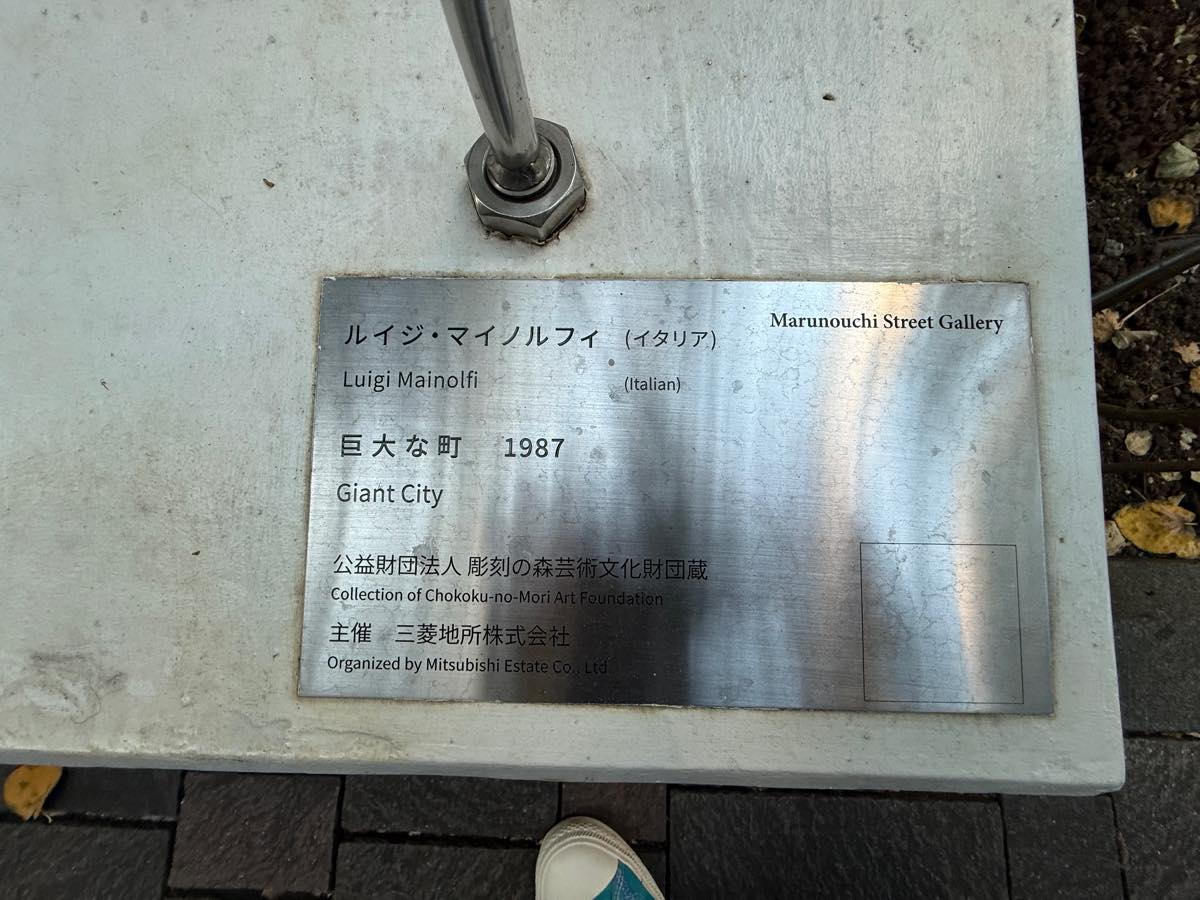 Marunouchi Street Gallery
ルイジ・マイノルフィ (イタリア)
Luigi Mainolfi (Italian)
巨大な町 1987
Giant City
公益財団法人 彫刻の森芸術文化財団蔵
Collection of Chokoku-no-Mori Art Foundation
主催 三菱地所株式会社
Organized by Mitsubishi Estate Co., Ltd.